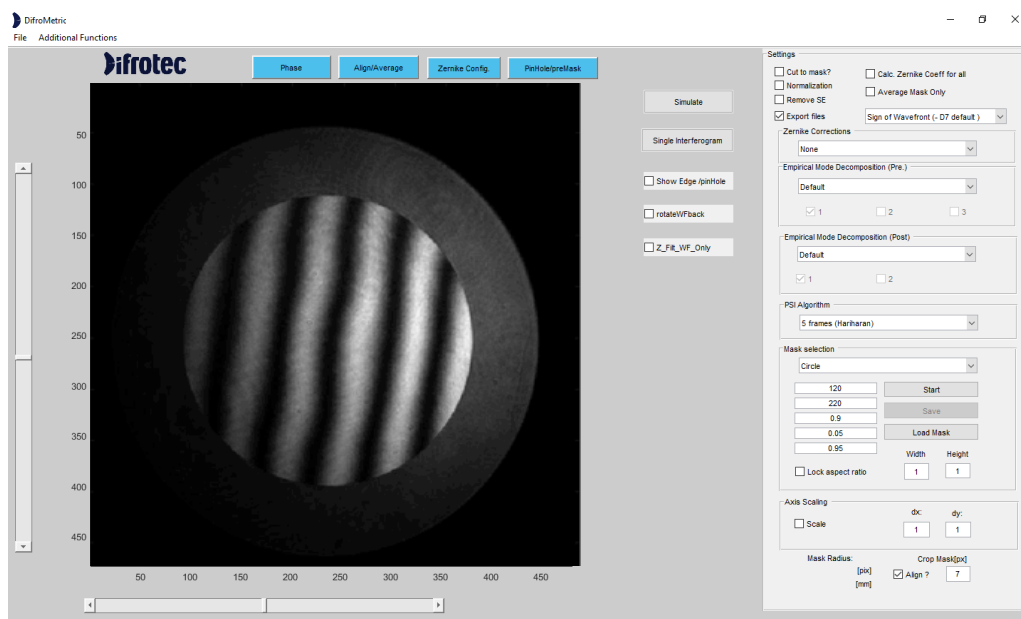 DifroMetric
File Additional Functions
Difrotec
Phase
Align/Average
Zernike Config.
PinHole/preMask
50
100
150
200
250
300
350
400
450
50 100 150 200 250 300 350 400 450
Simulate
Single Interferogram
Show Edge /pinHole
rotateWFback
Z_Filt_WF_Only
Settings
Cut to mask?
Calc. Zernike Coeff for all
Normalization
Average Mask Only
Remove SE
Export files
Sign of Wavefront (- D7 default )
Zernike Corrections
None
Empirical Mode Decomposition (Pre.)
Default
1 2 3
Empirical Mode Decomposition (Post)
Default
1 2
PSI Algorithm
5 frames (Hariharan)
Mask selection
Circle
120
Start
220
Save
0.9
0.05
Load Mask
0.95
Width Height
Lock aspect ratio
1 1
Axis Scaling
dx: dy:
Scale
1 1
Mask Radius:
Crop Mask[px]
[pix]
Align ?
7
[mm]